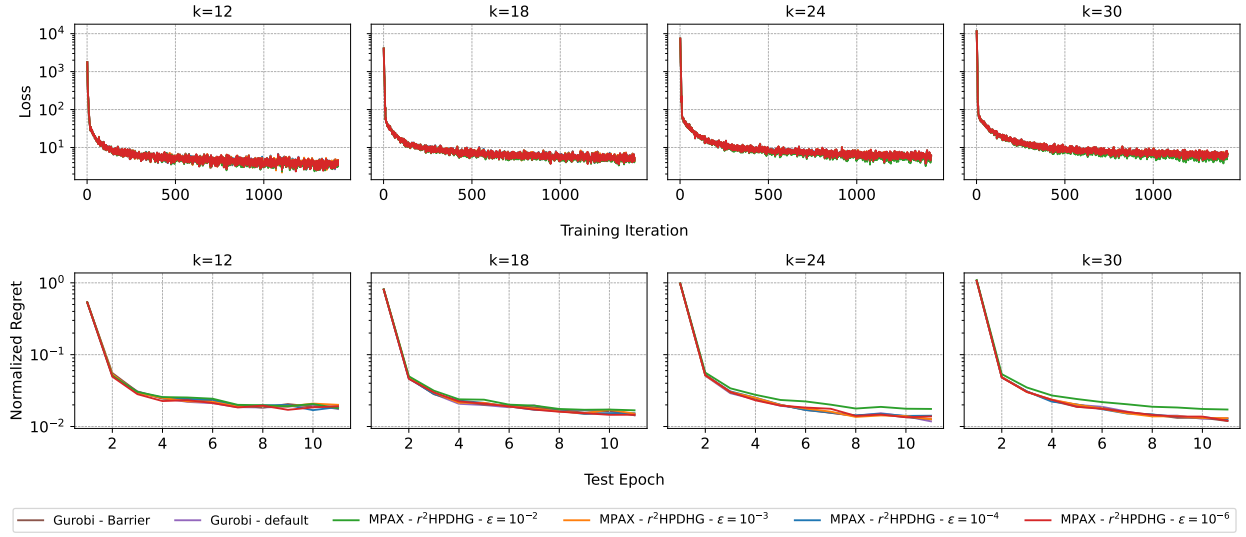 k=12 k=18 k=24 k=30
10⁴
10³
10²
10¹
Loss
0 500 1000 0 500 1000 0 500 1000 0 500 1000
Training Iteration
k=12 k=18 k=24 k=30
10⁰
10⁻¹
10⁻²
Normalized Regret
2 4 6 8 10 2 4 6 8 10 2 4 6 8 10 2 4 6 8 10
Test Epoch
Gurobi - Barrier Gurobi - default MPAX - r²HPDHG - ε = 10⁻² MPAX - r²HPDHG - ε = 10⁻³ MPAX - r²HPDHG - ε = 10⁻⁴ MPAX - r²HPDHG - ε = 10⁻⁶